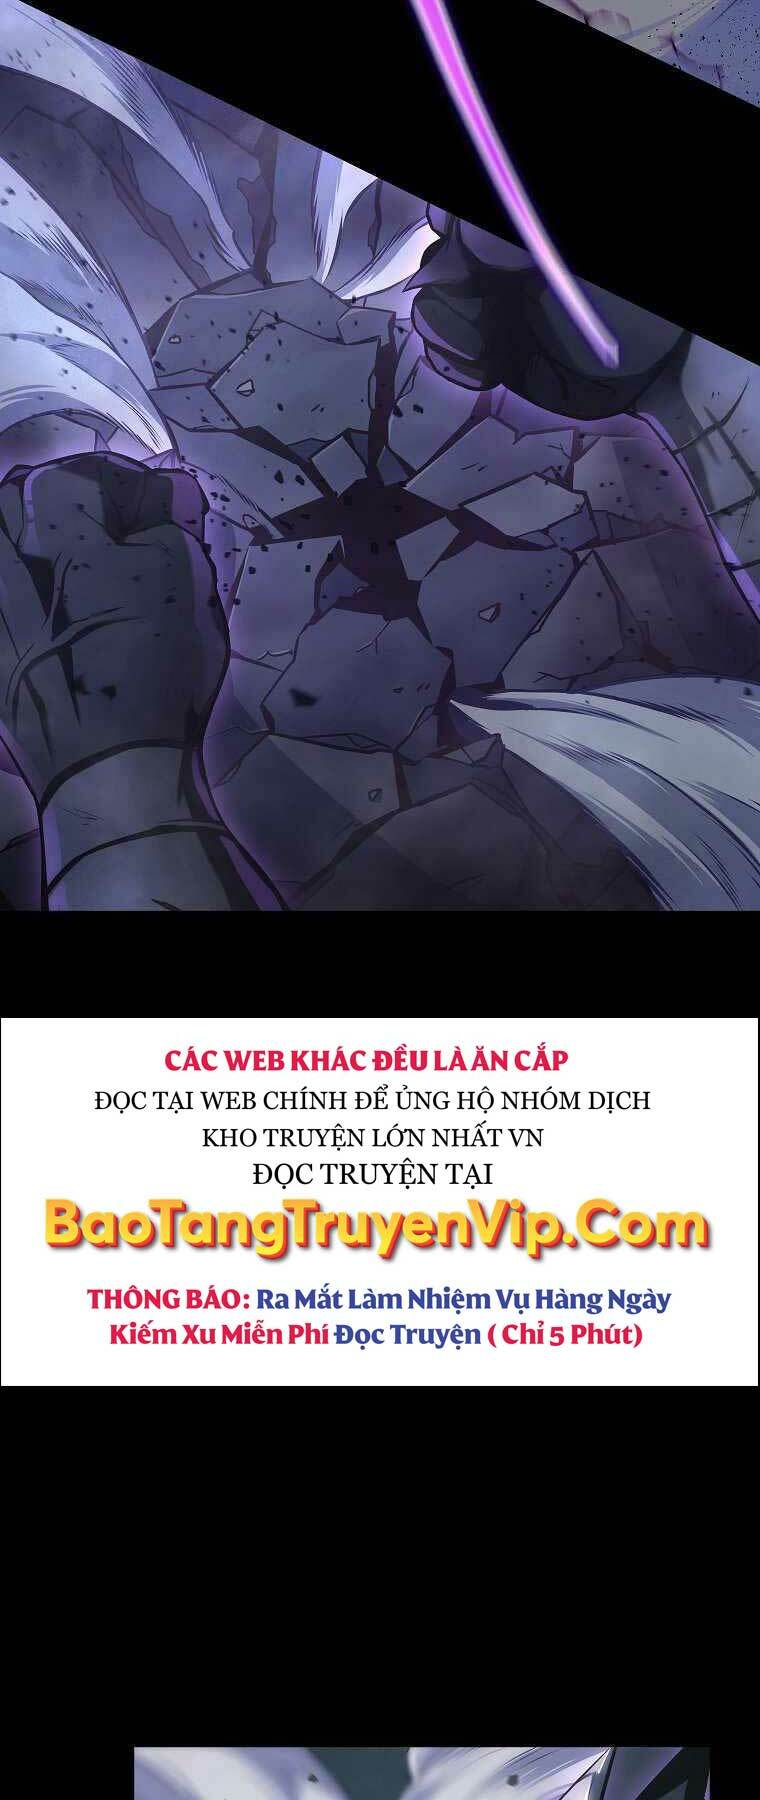 CÁC WEB KHÁC ĐỀU LÀ ĂN CẮP
ĐỌC TẠI WEB CHÍNH ĐỂ ỦNG HỘ NHÓM DỊCH
KHO TRUYỆN LỚN NHẤT VN
ĐỌC TRUYỆN TẠI
BaoTangTruyenVip.Com
THÔNG BÁO: Ra Mắt Làm Nhiệm Vụ Hàng Ngày
Kiếm Xu Miễn Phí Đọc Truyện ( Chỉ 5 Phút)